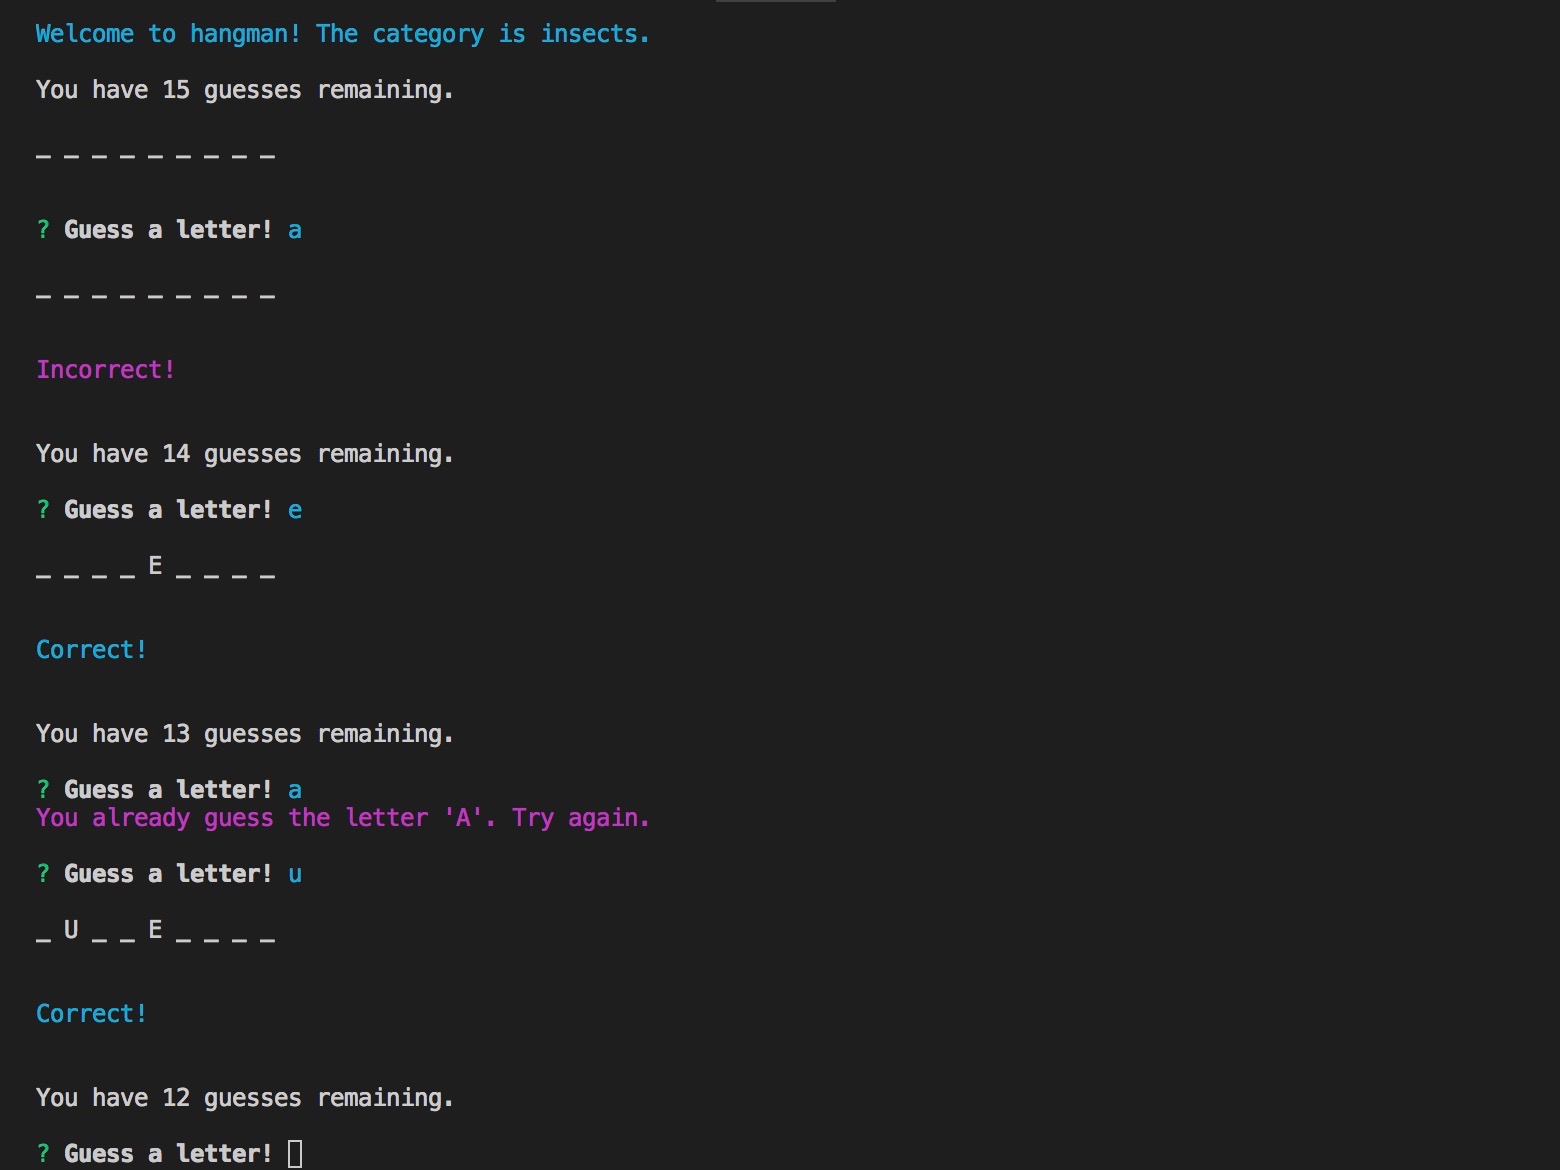 Welcome to hangman! The category is insects.
You have 15 guesses remaining.
_ _ _ _ _ _ _ _ _
? Guess a letter! a
_ _ _ _ _ _ _ _ _
Incorrect!
You have 14 guesses remaining.
? Guess a letter! e
_ _ _ _ E _ _ _ _
Correct!
You have 13 guesses remaining.
? Guess a letter! a
You already guess the letter 'A'. Try again.
? Guess a letter! u
_ U _ _ E _ _ _ _
Correct!
You have 12 guesses remaining.
? Guess a letter!